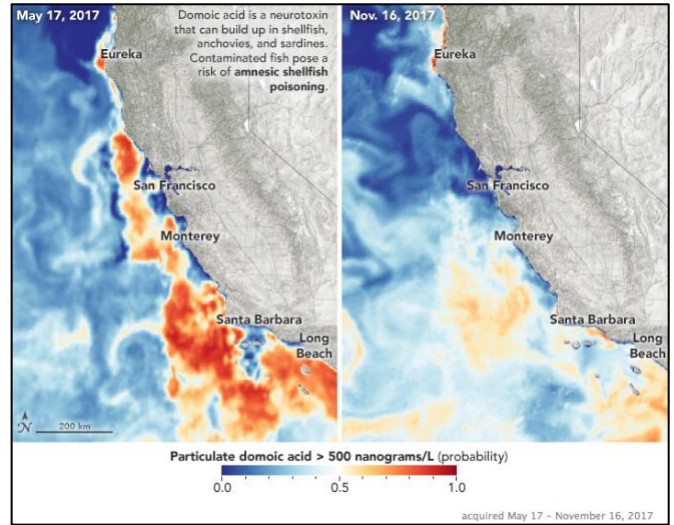 May 17, 2017
Domoic acid is a neurotoxin
that can build up in shellfish,
anchovies, and sardines.
Contaminated fish pose a
risk of amnesic shellfish
poisoning.
Eureka
San Francisco
Monterey
Santa Barbara
Long
Beach
N
200 km
Nov. 16, 2017
Eureka
San Francisco
Monterey
Santa Barbara
Long
Beach
Particulate domoic acid > 500 nanograms/L (probability)
0.0 0.5 1.0
acquired May 17 – November 16, 2017